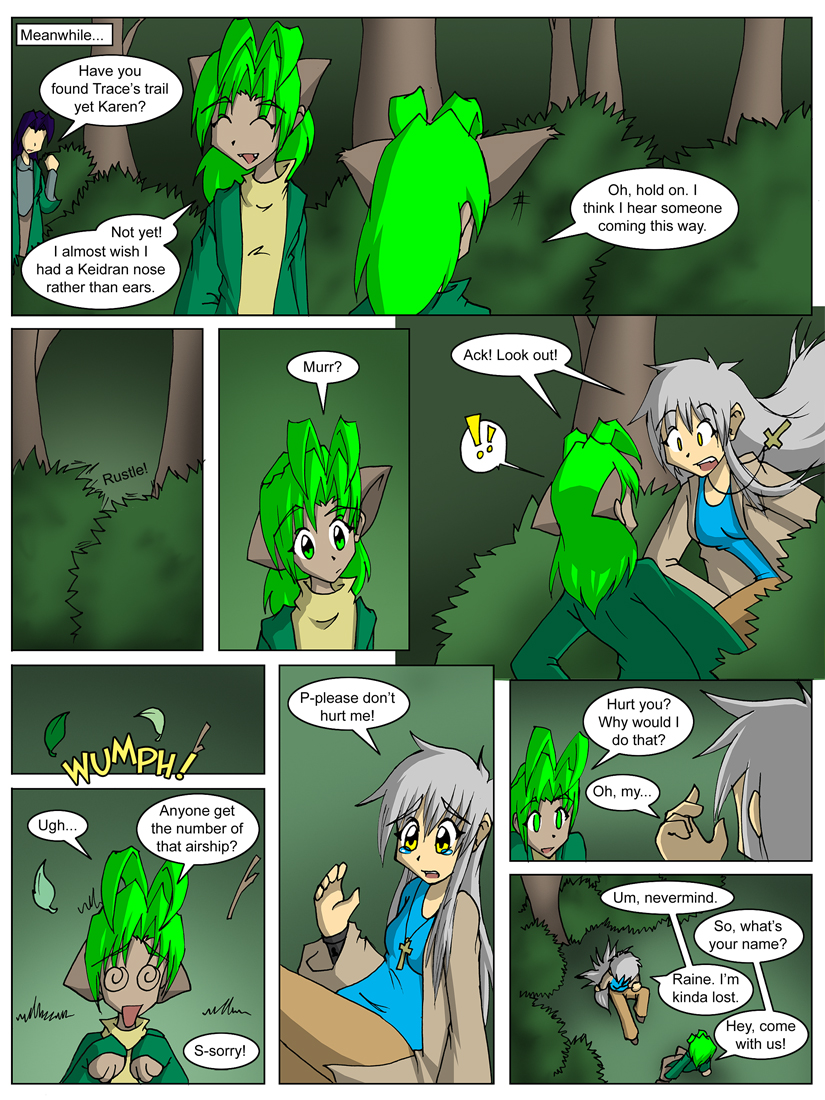 Meanwhile...
Have you
found Trace's trail
yet Karen?
Not yet!
I almost wish I
had a Keidran nose
rather than ears.
Oh, hold on. I
think I hear someone
coming this way.
Rustle!
Murr?
Ack! Look out!
!!
WUMPH!
Ugh...
Anyone get
the number of
that airship?
S-sorry!
P-please don't
hurt me!
Hurt you?
Why would I
do that?
Oh, my...
Um, nevermind.
So, what's
your name?
Raine. I'm
kinda lost.
Hey, come
with us!